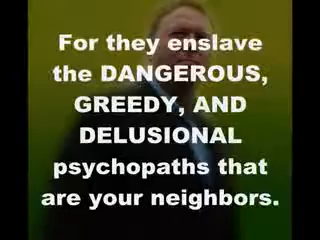 For they enslave
the DANGEROUS,
GREEDY, AND
DELUSIONAL
psychopaths that
are your neighbors.